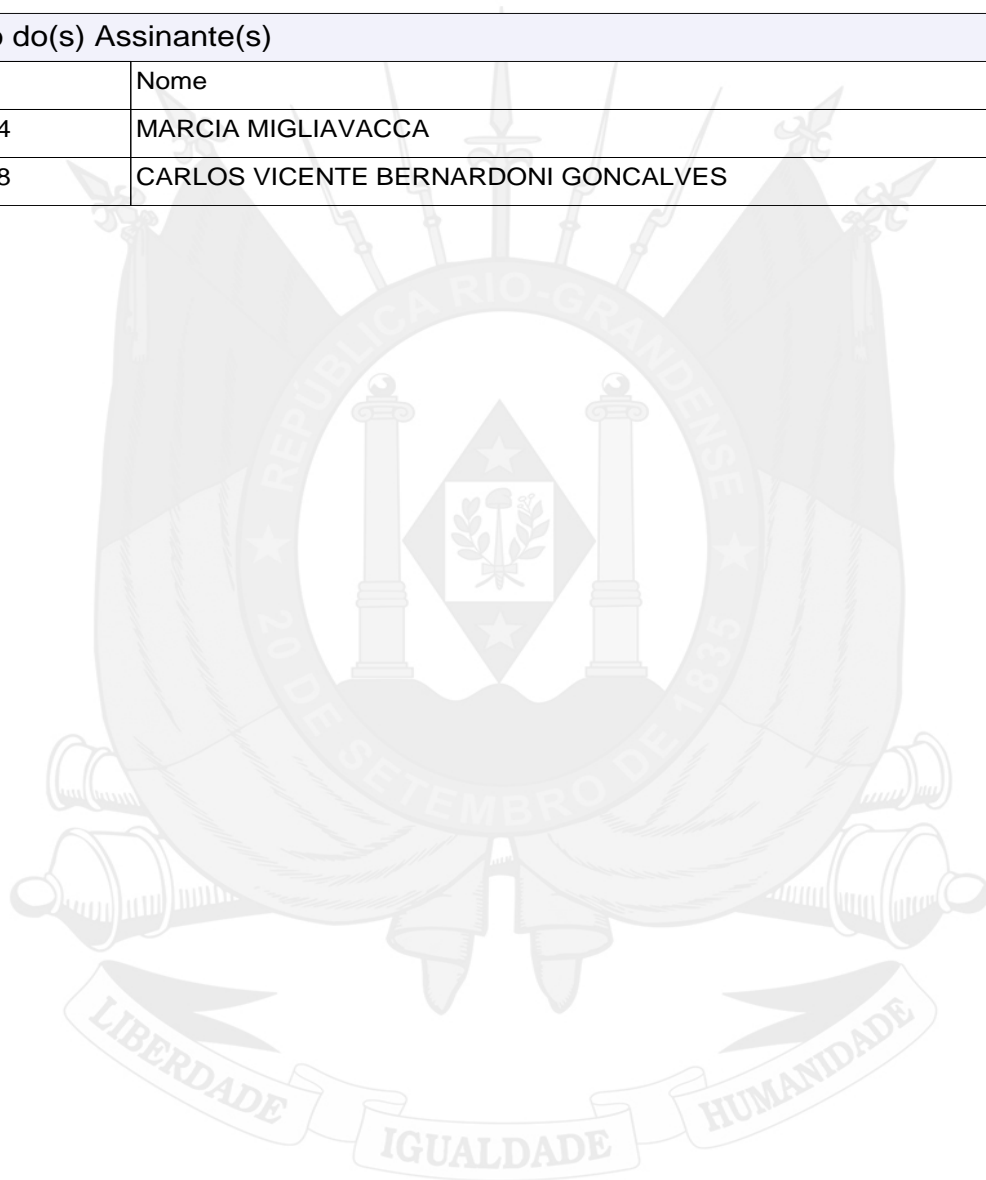 o do(s) Assinante(s)
Nome
4 MARCIA MIGLIAVACCA
8 CARLOS VICENTE BERNARDONI GONCALVES
REPÚBLICA RIO-GRANDENSE
20 DE SETEMBRO DE 1835
LIBERDADE IGUALDADE HUMANIDADE